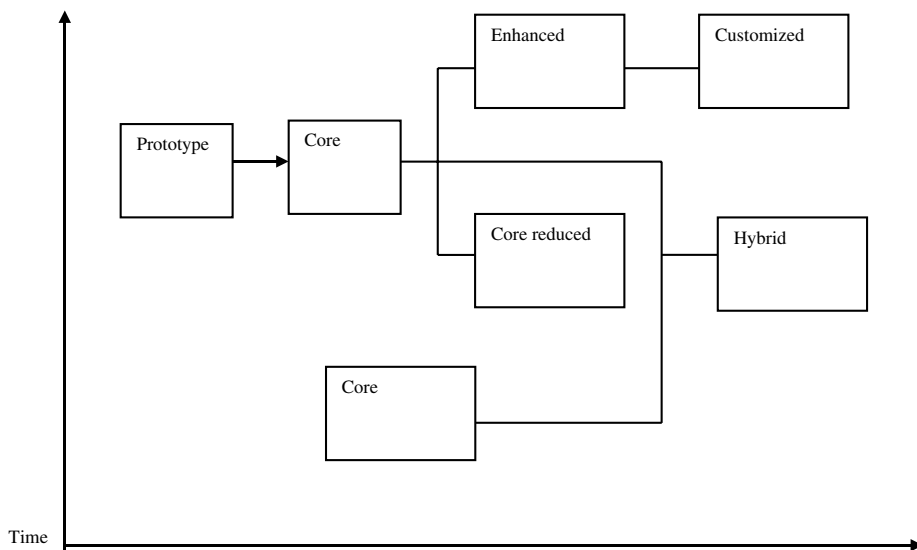 Enhanced
Customized
Prototype
Core
Core reduced
Hybrid
Core
Time